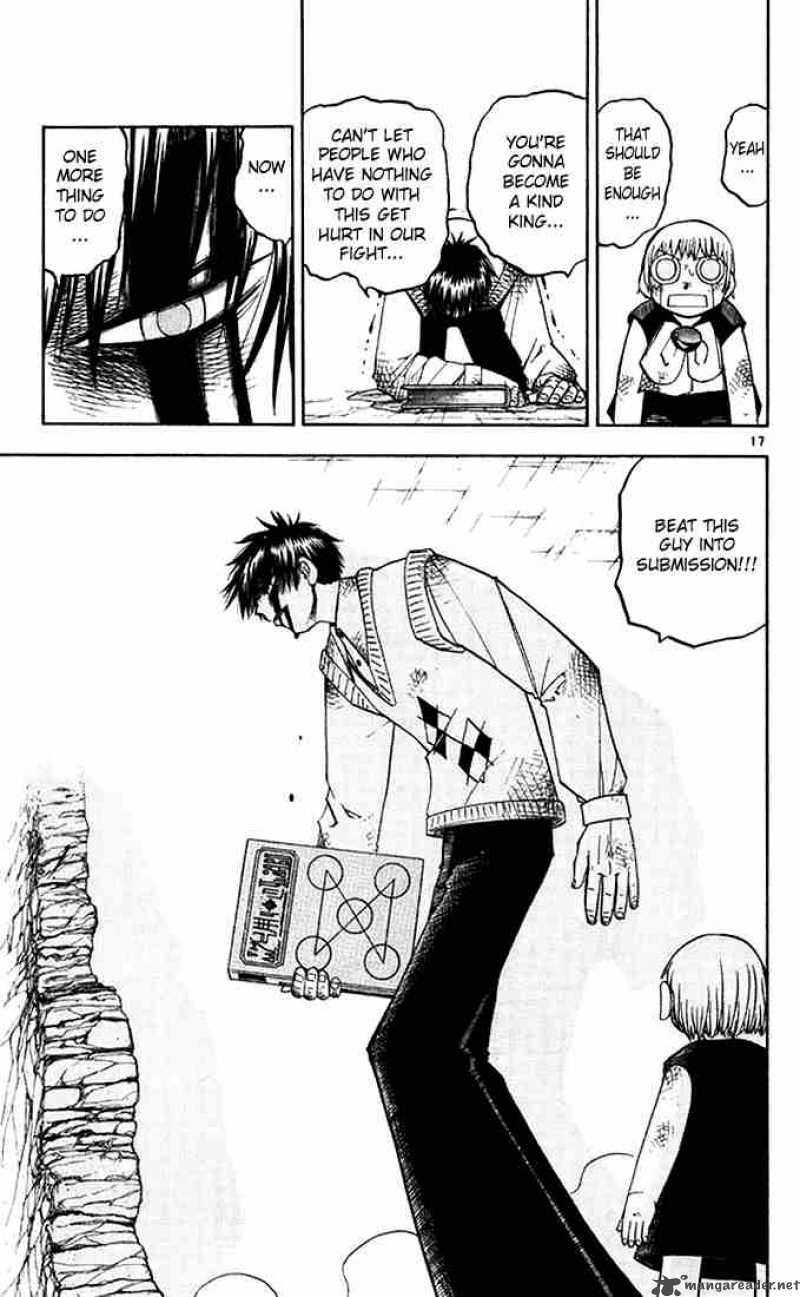 YEAH
...
THAT
SHOULD
BE
ENOUGH
...
YOU'RE
GONNA
BECOME
A KIND
KING...
CAN'T LET
PEOPLE WHO
HAVE NOTHING
TO DO WITH
THIS GET
HURT IN OUR
FIGHT...
NOW
...
ONE
MORE
THING
TO DO
...
17
BEAT THIS
GUY INTO
SUBMISSION!!!
mangareader.net